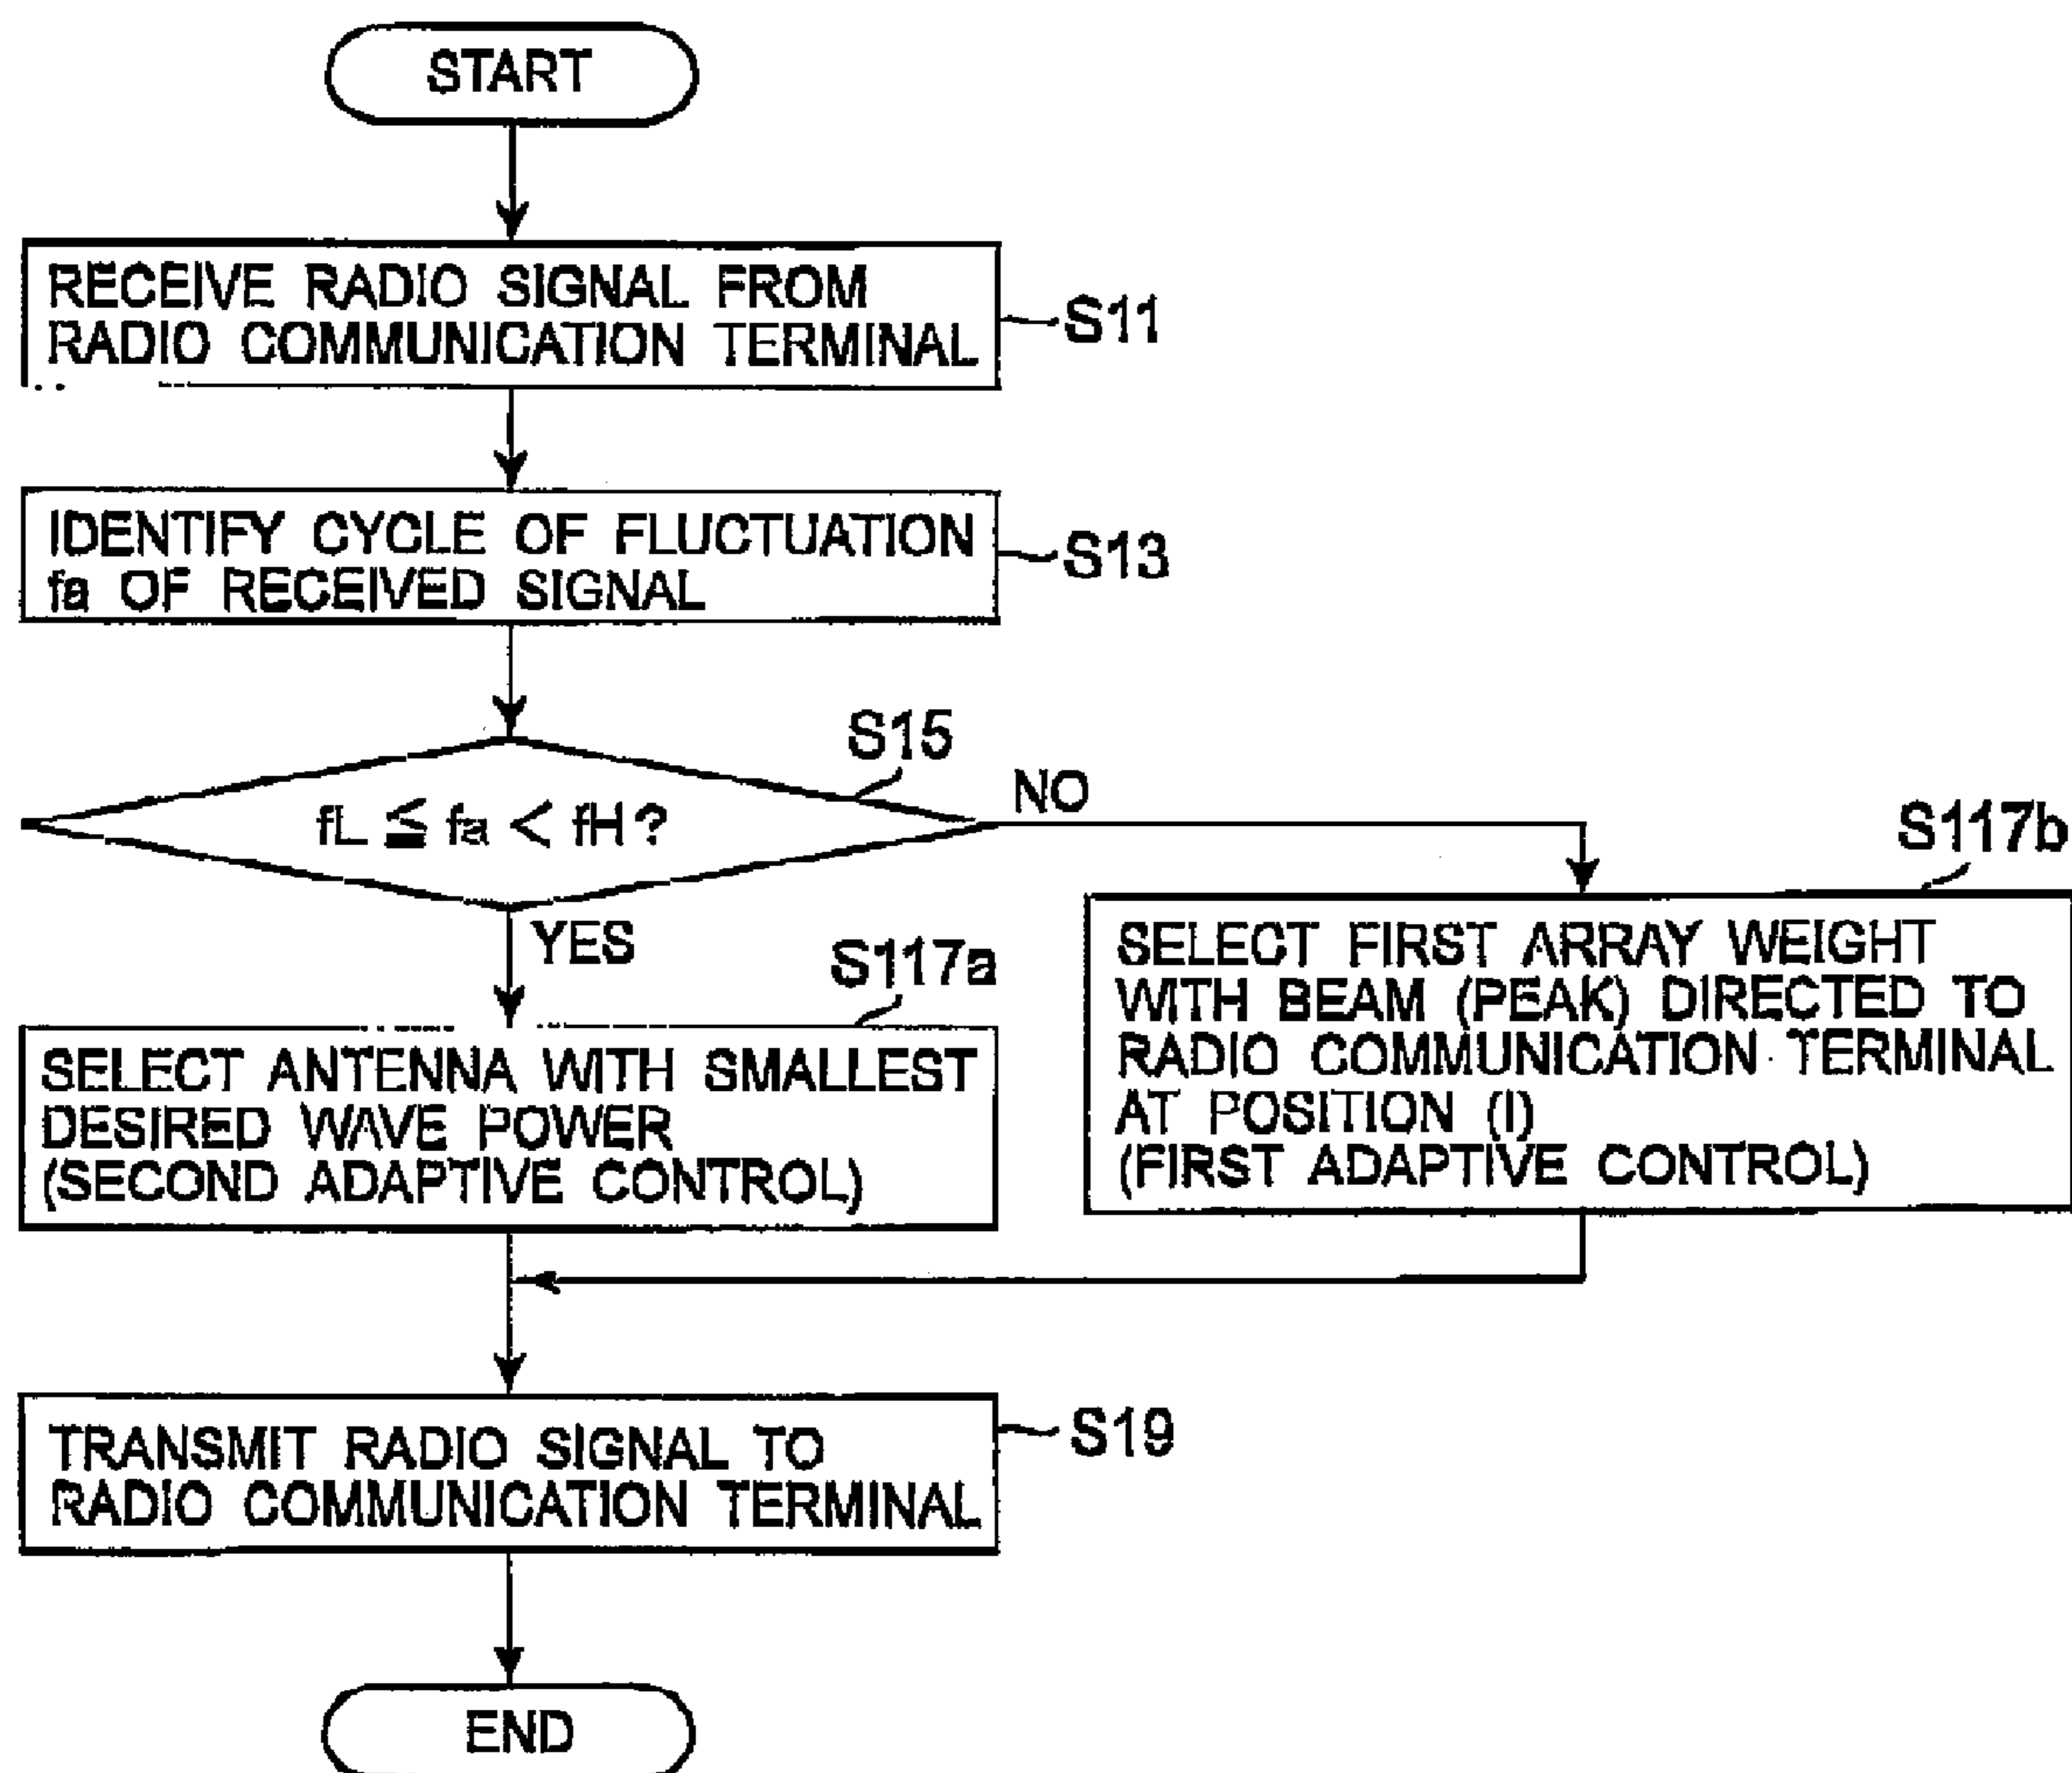 START
RECEIVE RADIO SIGNAL FROM
RADIO COMMUNICATION TERMINAL
S11
IDENTIFY CYCLE OF FLUCTUATION
fa OF RECEIVED SIGNAL
S13
S15
fL ≦ fa < fH?
NO
YES
S117a
SELECT ANTENNA WITH SMALLEST
DESIRED WAVE POWER
(SECOND ADAPTIVE CONTROL)
S117b
SELECT FIRST ARRAY WEIGHT
WITH BEAM (PEAK) DIRECTED TO
RADIO COMMUNICATION TERMINAL
AT POSITION (I)
(FIRST ADAPTIVE CONTROL)
TRANSMIT RADIO SIGNAL TO
RADIO COMMUNICATION TERMINAL
S19
END